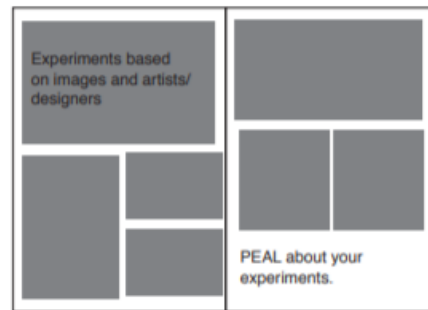 Experiments based
on images and artists/
designers
PEAL about your
experiments.